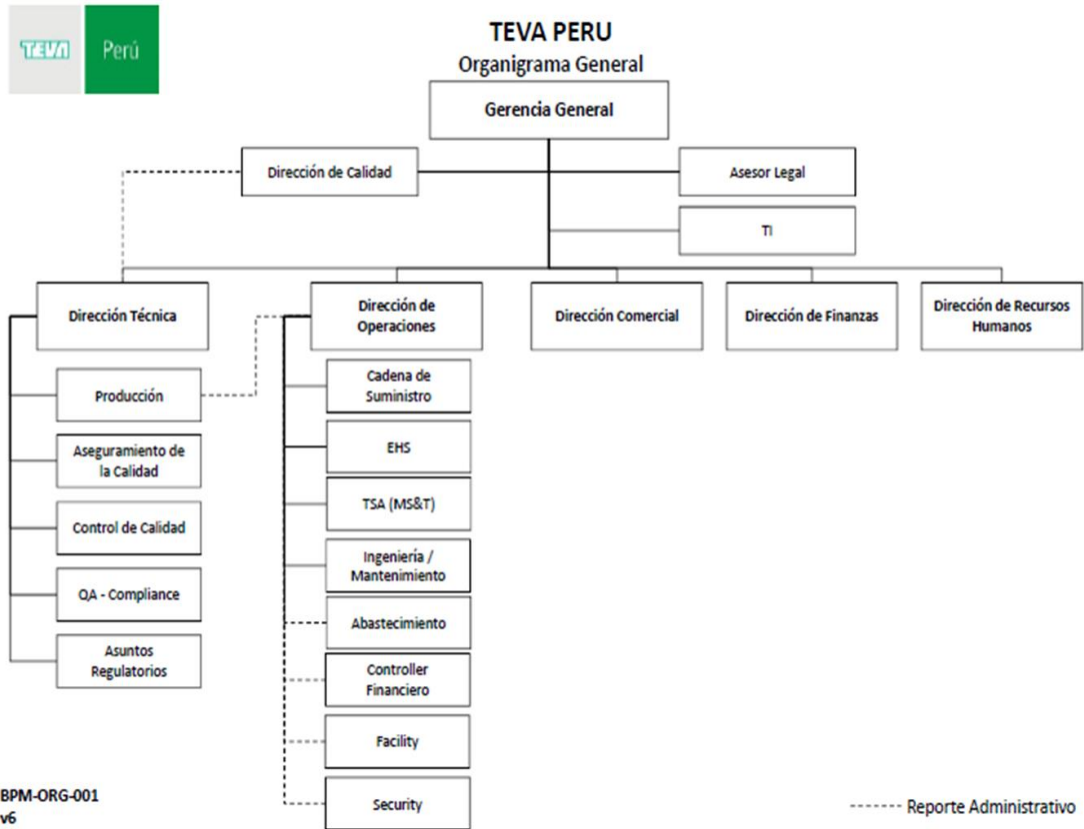 TEVA
Perú
TEVA PERU
Organigrama General
Gerencia General
Dirección de Calidad
Asesor Legal
TI
Dirección Técnica
Dirección de
Operaciones
Dirección Comercial
Dirección de Finanzas
Dirección de Recursos
Humanos
Producción
Aseguramiento de
la Calidad
Control de Calidad
QA - Compliance
Asuntos
Regulatorios
Cadena de
Suministro
EHS
TSA (MS&T)
Ingeniería /
Mantenimiento
Abastecimiento
Controller
Financiero
Facility
Security
BPM-ORG-001
v6
Reporte Administrativo